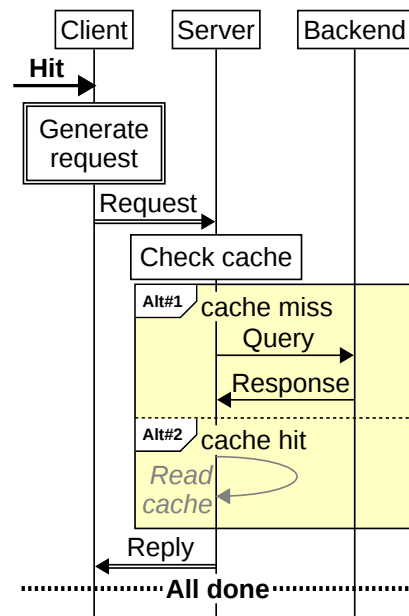 Client Server Backend
Hit
Generate
request
Request
Check cache
Alt#1 cache miss
Query
Response
Alt#2 cache hit
Read
cache
Reply
All done